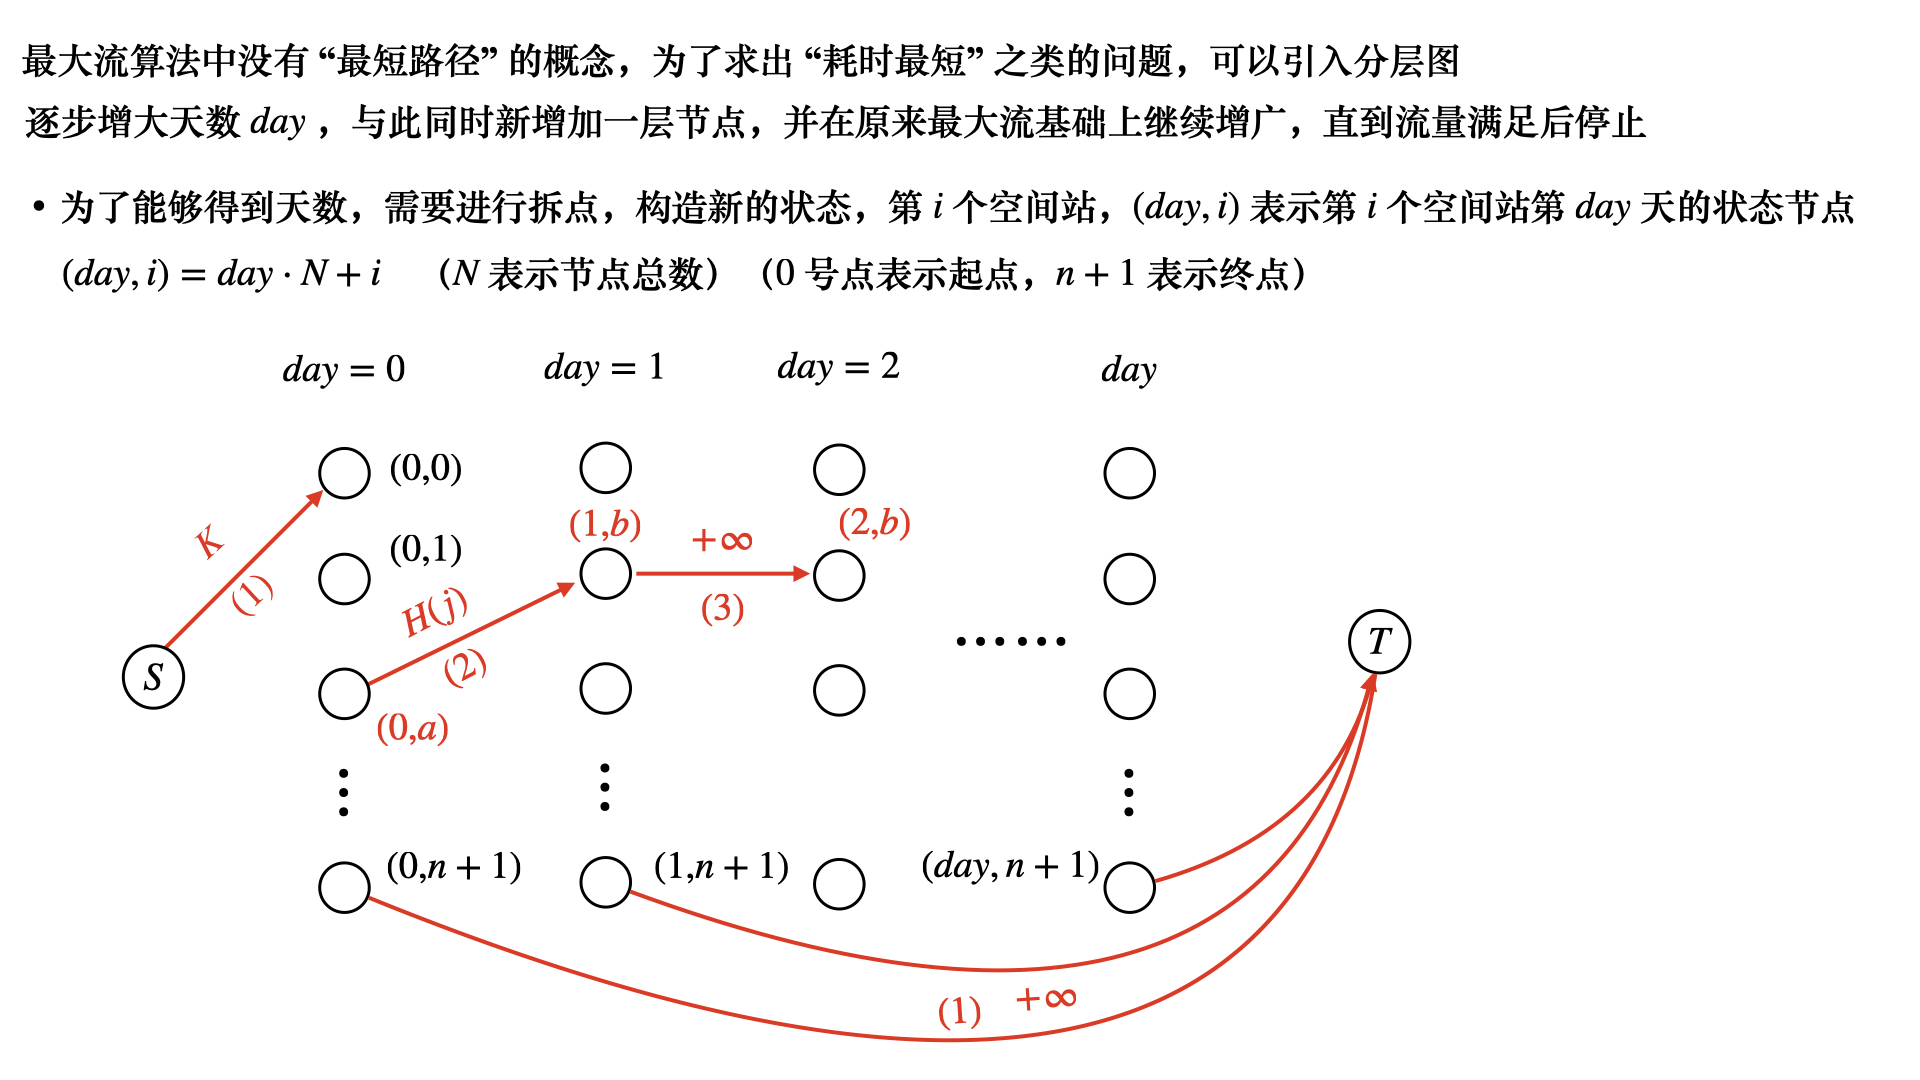 最大流算法中没有 “最短路径” 的概念，为了求出 “耗时最短” 之类的问题，可以引入分层图
逐步增大天数 day ，与此同时新增加一层节点，并在原来最大流基础上继续增广，直到流量满足后停止
• 为了能够得到天数，需要进行拆点，构造新的状态，第 i 个空间站，(day, i) 表示第 i 个空间站第 day 天的状态节点
(day, i) = day · N + i （N 表示节点总数）（0 号点表示起点，n + 1 表示终点）
day = 0 day = 1 day = 2 day
(0,0)
K
(1)
(0,1)
(1,b)
+∞
(2,b)
H(j)
(2)
(3)
……
S
T
(0,a)
(0,n + 1) (1,n + 1) (day, n + 1)
(1) +∞